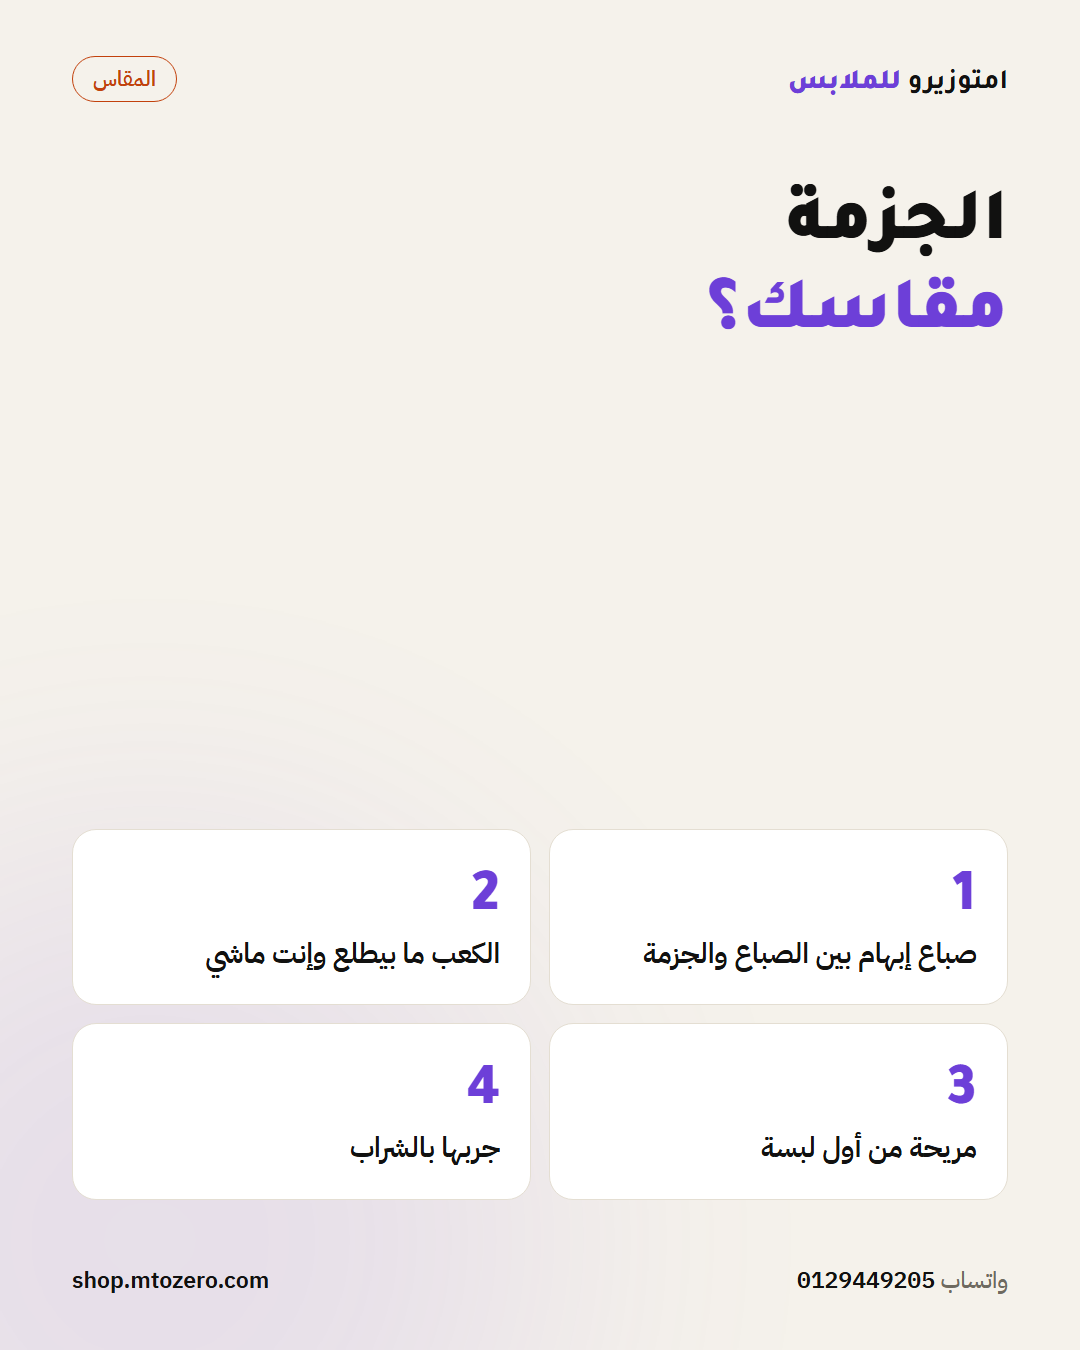 امتوزيرو للملابس
المقاس
الجزمة
مقاسك؟
1
صباع إبهام بين الصباع والجزمة
2
الكعب ما بيطلع وإنت ماشي
3
مريحة من أول لبسة
4
جربها بالشراب
واتساب 0129449205
shop.mtozero.com